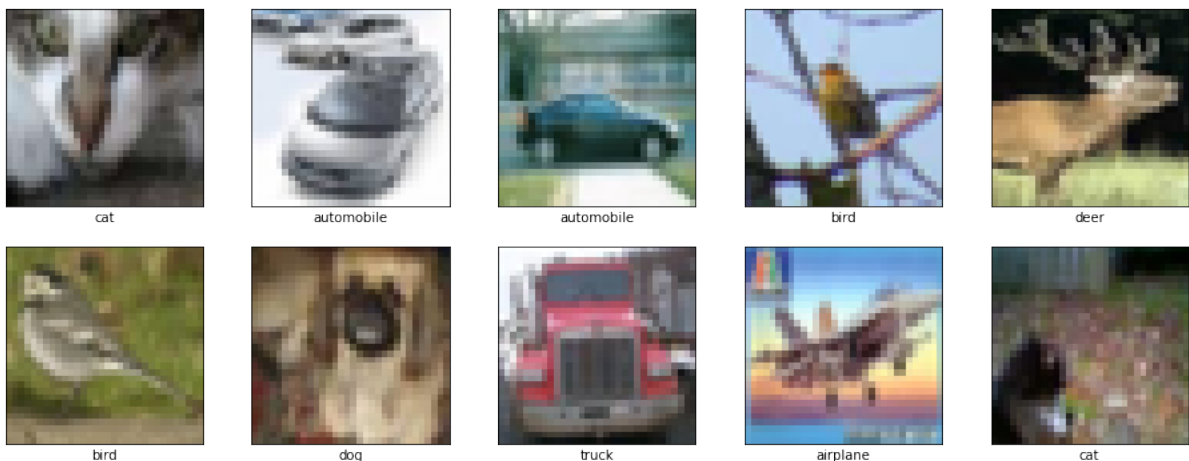 cat
automobile
automobile
bird
deer
bird
dog
truck
airplane
cat